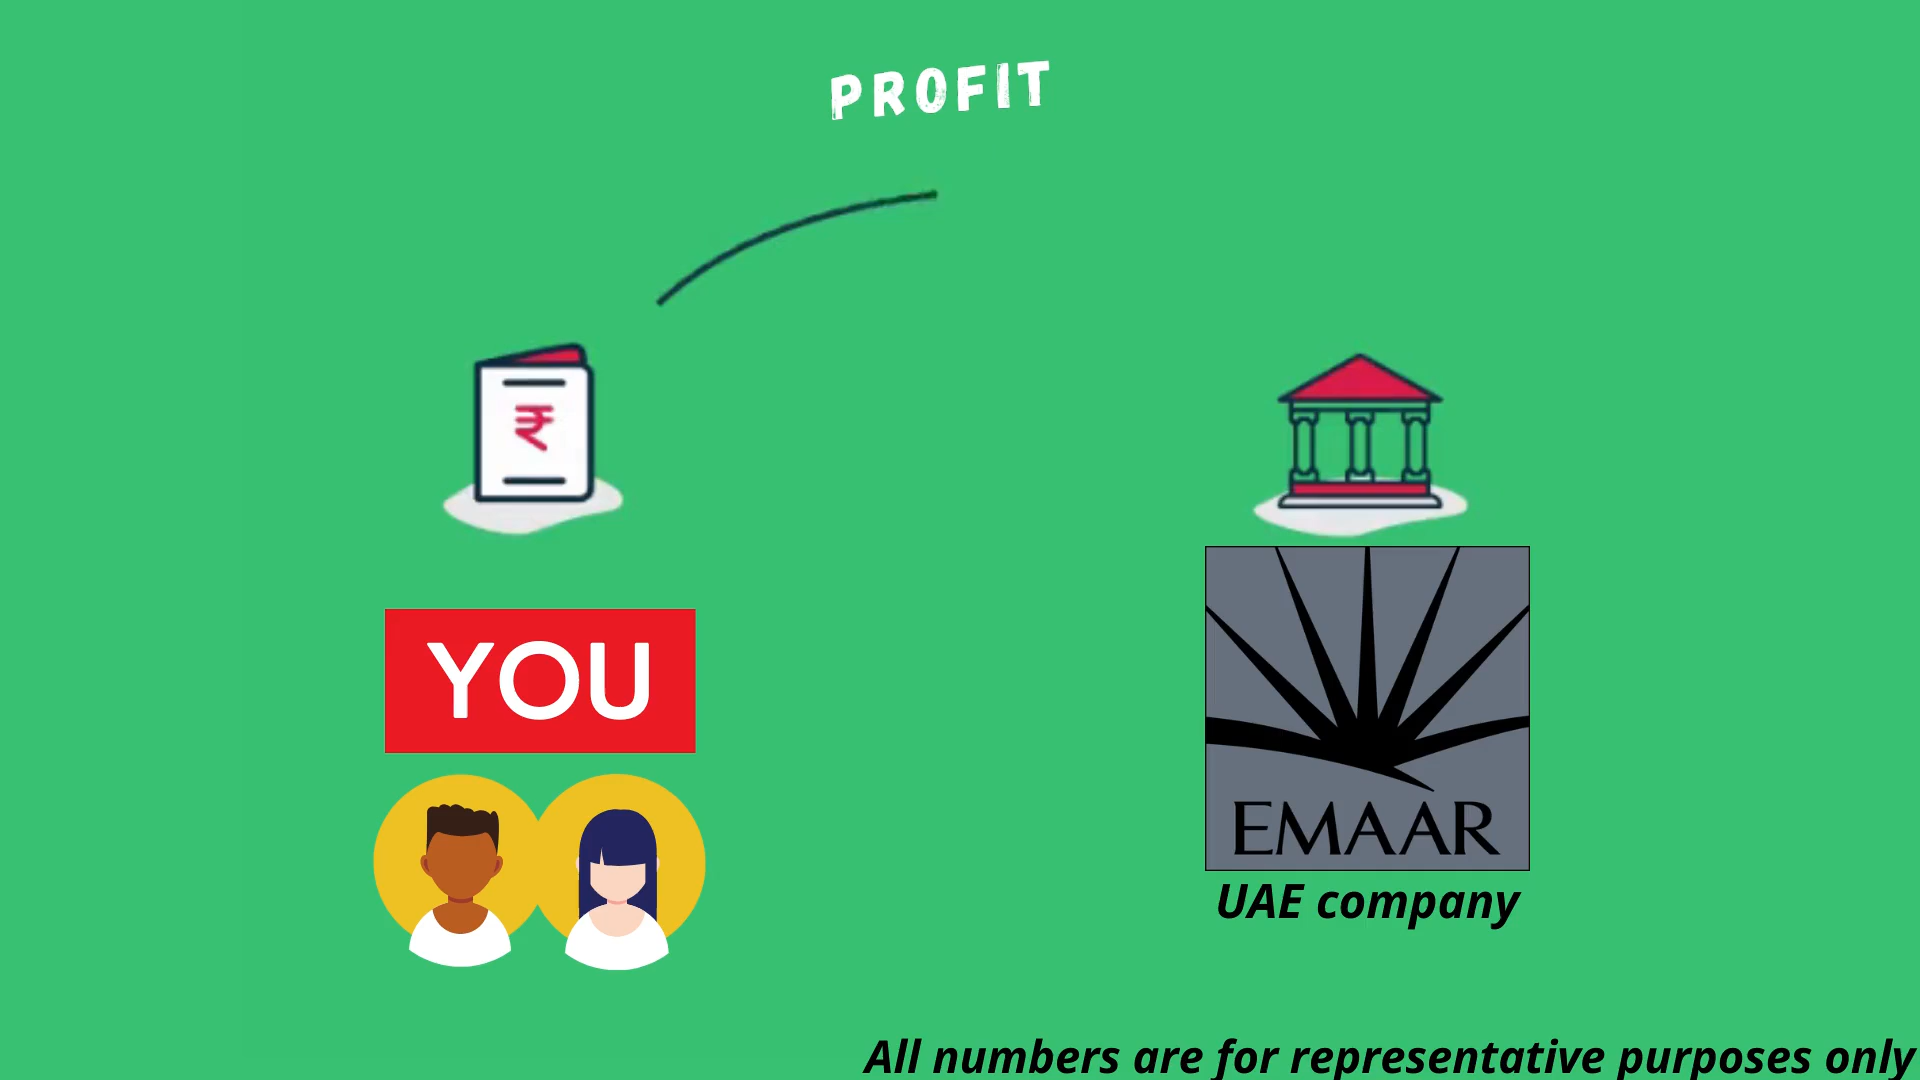 PROFIT
₹
YOU
EMAAR
UAE company
All numbers are for representative purposes only